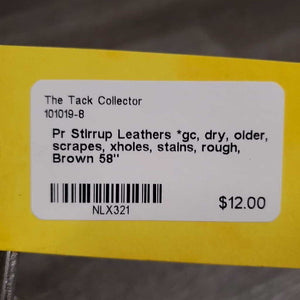 The Tack Collector
101019-8
Pr Stirrup Leathers *gc, dry, older,
scrapes, xholes, stains, rough,
Brown 58"
NLX321
$12.00